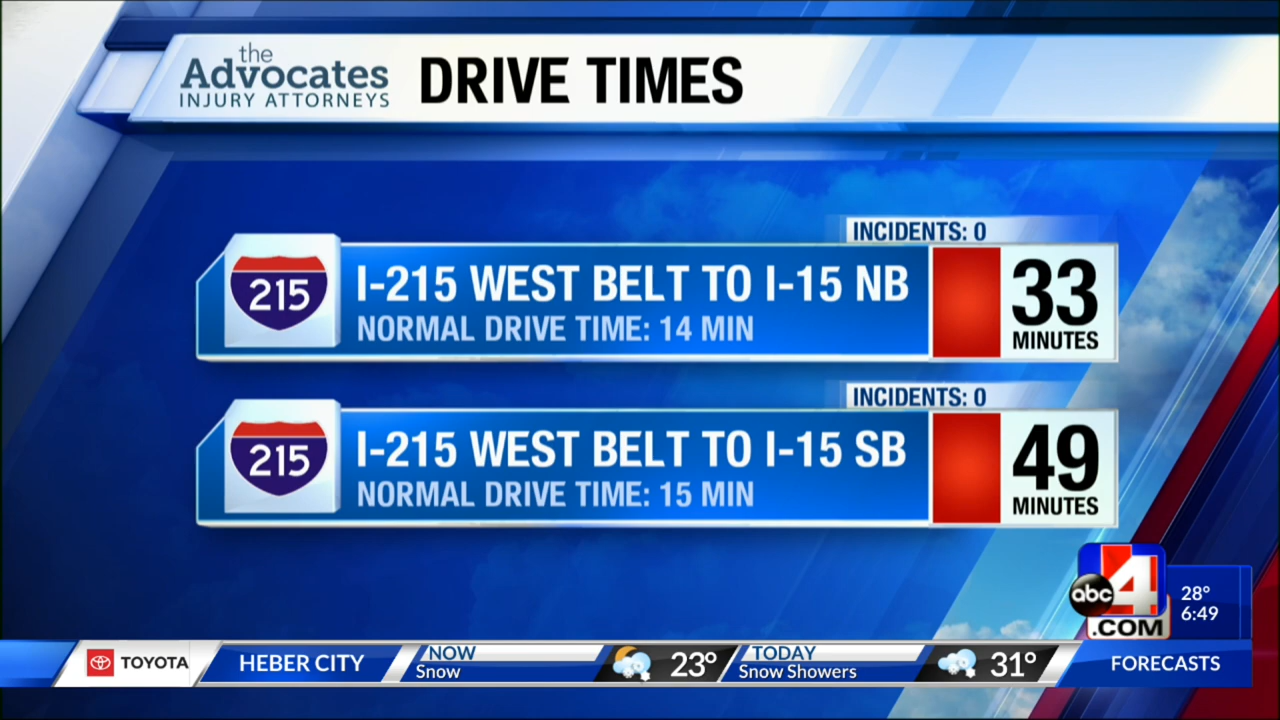 the
Advocates
INJURY ATTORNEYS
DRIVE TIMES
INCIDENTS: 0
215
I-215 WEST BELT TO I-15 NB
NORMAL DRIVE TIME: 14 MIN
33
MINUTES
INCIDENTS: 0
215
I-215 WEST BELT TO I-15 SB
NORMAL DRIVE TIME: 15 MIN
49
MINUTES
abc
4
.COM
28°
6:49
TOYOTA
HEBER CITY
NOW
Snow
23°
TODAY
Snow Showers
31°
FORECASTS